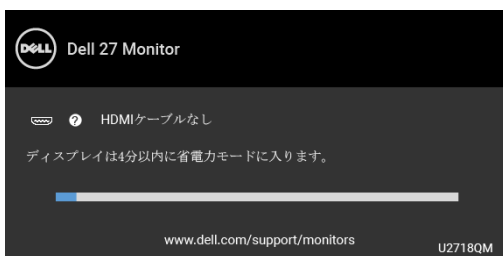 DELL Dell 27 Monitor
? HDMIケーブルなし
ディスプレイは4分以内に省電力モードに入ります。
www.dell.com/support/monitors
U2718QM